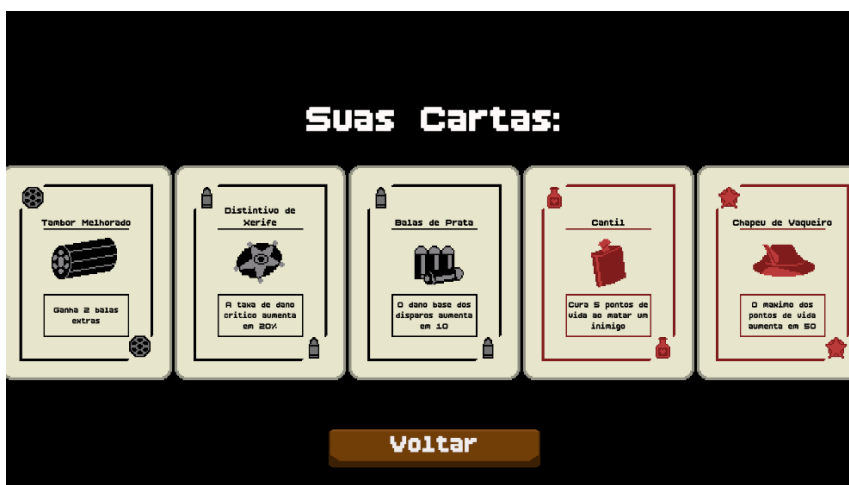 Suas Cartas:
Tambor Melhorado
Ganha 2 balas
extras
Distintivo de
Xerife
A taxa de dano
critico aumenta
em 20%
Balas de Prata
O dano base dos
disparos aumenta
em 10
Cantil
Cura 5 pontos de
vida ao matar um
inimigo
Chapeu de Vaqueiro
O maximo dos
pontos de vida
aumenta em 50
Voltar